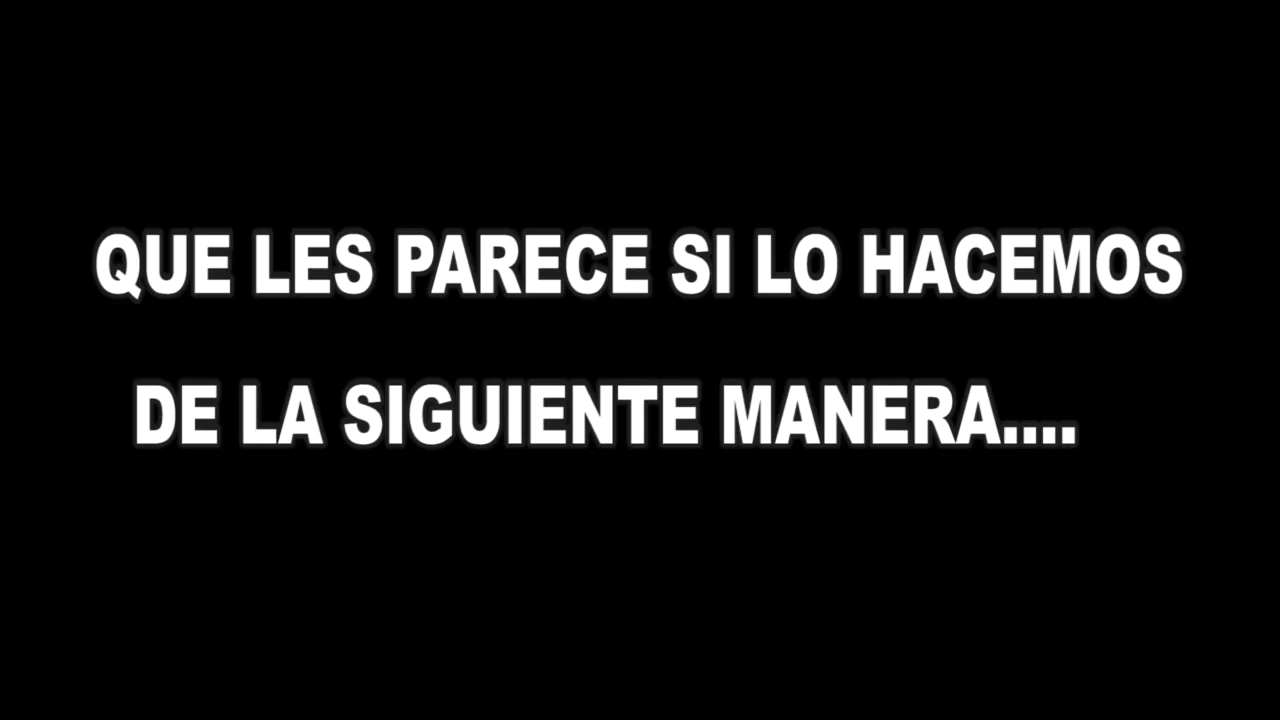 QUE LES PARECE SI LO HACEMOS
DE LA SIGUIENTE MANERA....